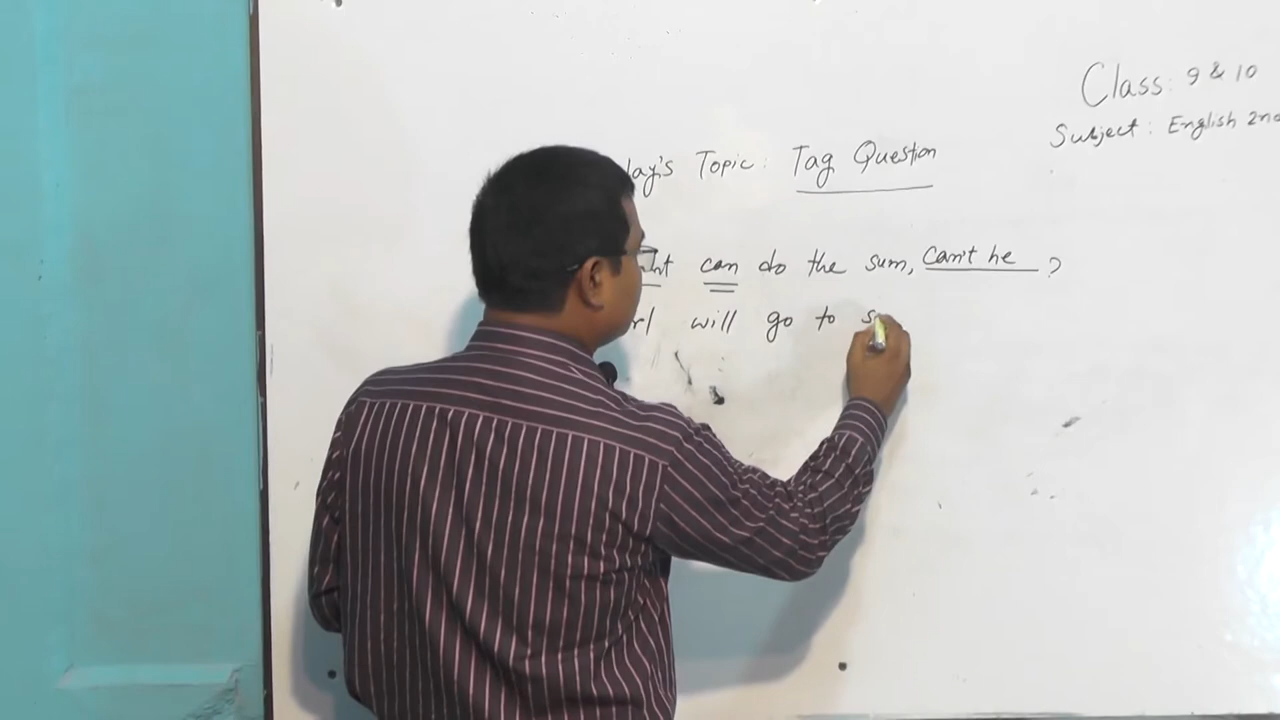 Class: 9 & 10
Subject: English 2nd
Topic: Tag Question
can do the sum, can't he ?
will go to